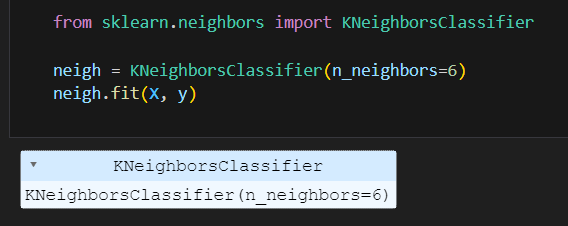 from sklearn.neighbors import KNeighborsClassifier
neigh = KNeighborsClassifier(n_neighbors=6)
neigh.fit(X, y)
KNeighborsClassifier
KNeighborsClassifier(n_neighbors=6)